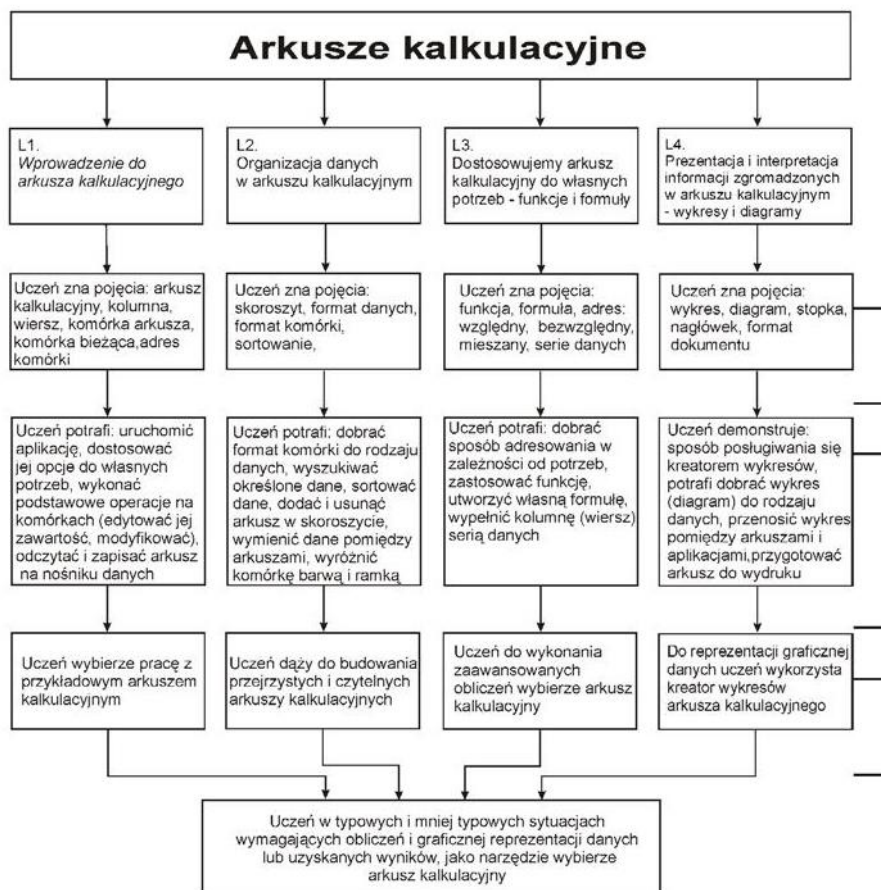 Arkusze kalkulacyjne
L1.
Wprowadzenie do
arkusza kalkulacyjnego
L2.
Organizacja danych
w arkuszu kalkulacyjnym
L3.
Dostosowujemy arkusz
kalkulacyjny do własnych
potrzeb - funkcje i formuły
L4.
Prezentacja i interpretacja
informacji zgromadzonych
w arkuszu kalkulacyjnym
- wykresy i diagramy
Uczeń zna pojęcia: arkusz
kalkulacyjny, kolumna,
wiersz, komórka arkusza,
komórka bieżąca,adres
komórki
Uczeń zna pojęcia:
skoroszyt, format danych,
format komórki,
sortowanie,
Uczeń zna pojęcia:
funkcja, formuła, adres:
względny, bezwzględny,
mieszany, serie danych
Uczeń zna pojęcia:
wykres, diagram, stopka,
nagłówek, format
dokumentu
Uczeń potrafi: uruchomić
aplikację, dostosować
jej opcje do własnych
potrzeb, wykonać
podstawowe operacje na
komórkach (edytować jej
zawartość, modyfikować),
odczytać i zapisać arkusz
na nośniku danych
Uczeń potrafi: dobrać
format komórki do rodzaju
danych, wyszukiwać
określone dane, sortować
dane, dodać i usunąć
arkusz w skoroszycie,
wymienić dane pomiędzy
arkuszami, wyróżnić
komórkę barwą i ramką
Uczeń potrafi: dobrać
sposób adresowania w
zależności od potrzeb,
zastosować funkcję,
utworzyć własną formułę,
wypełnić kolumnę (wiersz)
serią danych
Uczeń demonstruje:
sposób posługiwania się
kreatorem wykresów,
potrafi dobrać wykres
(diagram) do rodzaju
danych, przenosić wykres
pomiędzy arkuszami i
aplikacjami,przygotować
arkusz do wydruku
Uczeń wybierze pracę z
przykładowym arkuszem
kalkulacyjnym
Uczeń dąży do budowania
przejrzystych i czytelnych
arkuszy kalkulacyjnych
Uczeń do wykonania
zaawansowanych
obliczeń wybierze arkusz
kalkulacyjny
Do reprezentacji graficznej
danych uczeń wykorzysta
kreator wykresów
arkusza kalkulacyjnego
Uczeń w typowych i mniej typowych sytuacjach
wymagających obliczeń i graficznej reprezentacji danych
lub uzyskanych wyników, jako narzędzie wybierze
arkusz kalkulacyjny